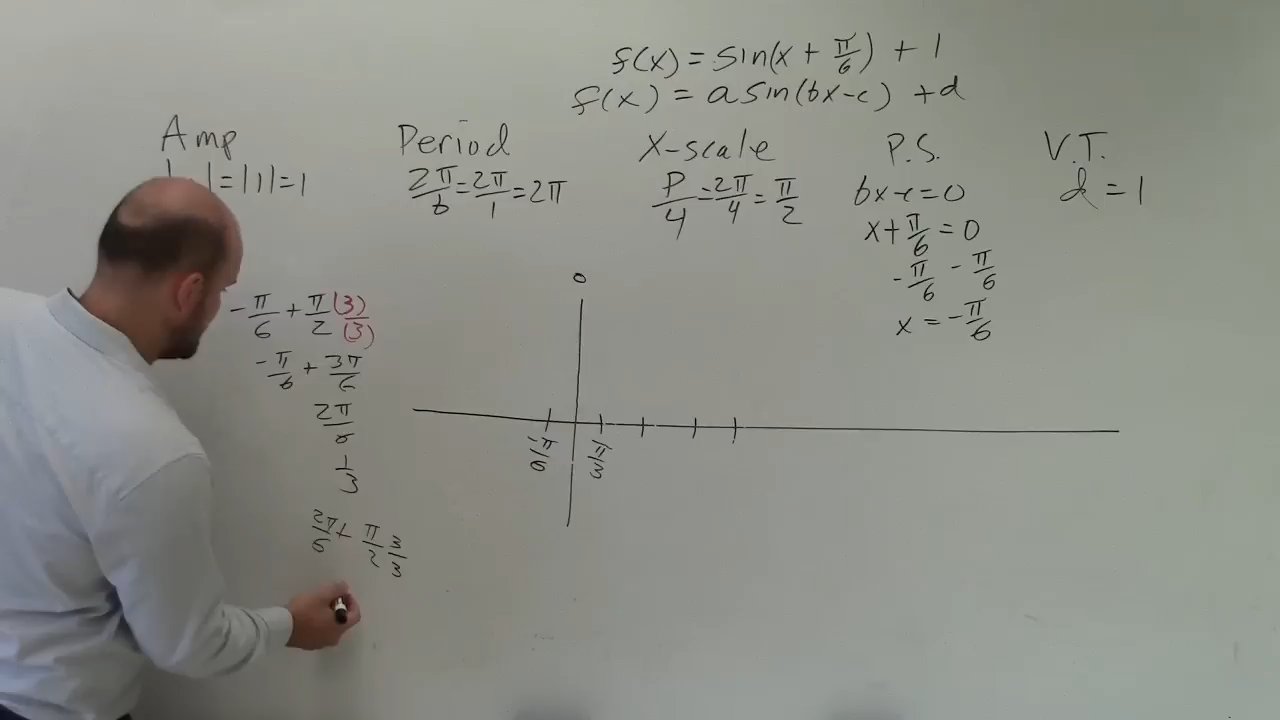 f(x) = sin(x + π/6) + 1
f(x) = a sin(bx-c) + d
Amp
Period
X-scale
P.S.
V.T.
|=|1|=1
2π/b = 2π/1 = 2π
P/4 = 2π/4 = π/2
bx-c=0
d = 1
x+π/6 = 0
-π/6 -π/6
x = -π/6
0
-π/6 + π/2 (3)/(3)
-π/6 + 3π/6
2π/6
1/3
-π/6
π/3
2π/6 + π/2 3/3